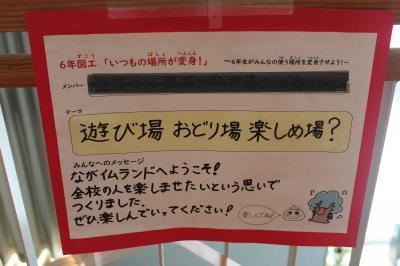 6年図工「いつもの場所が変身！」 ～6年生がみんなの使う場所を変身させよう！～
メンバー
テーマ
遊び場 おどり場 楽しめ場？
みんなへのメッセージ
ながイムランドへようこそ！
全校の人を楽しませたいという思いで
つくりました。
ぜひ楽しんでいってください！
楽しんでね！